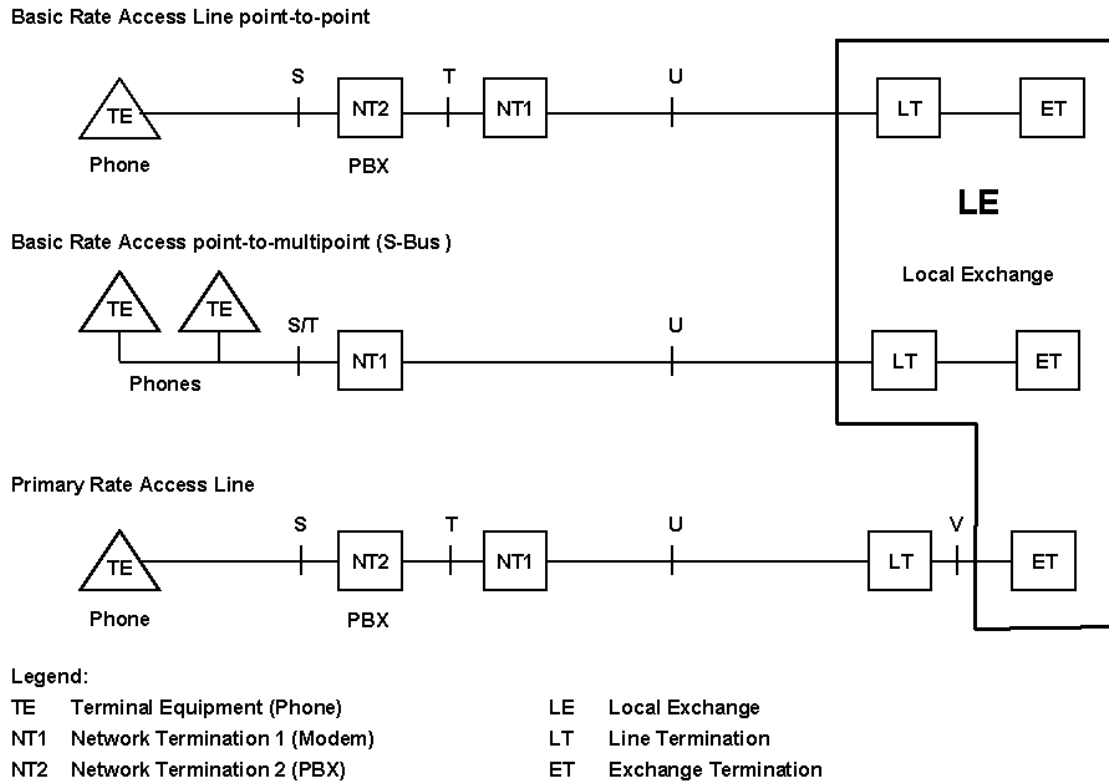 Basic Rate Access Line point-to-point
S T U
TE NT2 NT1 LT ET
Phone PBX
LE
Basic Rate Access point-to-multipoint (S-Bus )
Local Exchange
TE TE
S/T U
NT1 LT ET
Phones
Primary Rate Access Line
S T U V
TE NT2 NT1 LT ET
Phone PBX
Legend:
TE Terminal Equipment (Phone) LE Local Exchange
NT1 Network Termination 1 (Modem) LT Line Termination
NT2 Network Termination 2 (PBX) ET Exchange Termination